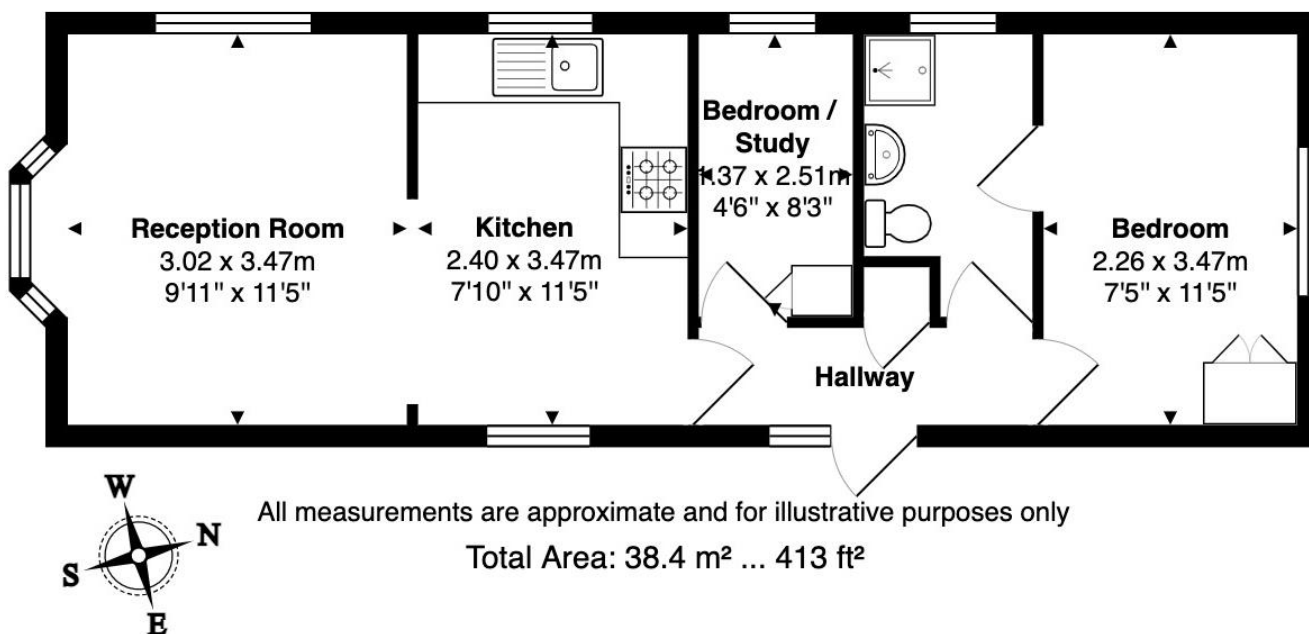 Reception Room
3.02 x 3.47m
9'11" x 11'5"
Kitchen
2.40 x 3.47m
7'10" x 11'5"
Bedroom /
Study
1.37 x 2.51m
4'6" x 8'3"
Bedroom
2.26 x 3.47m
7'5" x 11'5"
Hallway
W
N
S
E
All measurements are approximate and for illustrative purposes only
Total Area: 38.4 m² ... 413 ft²